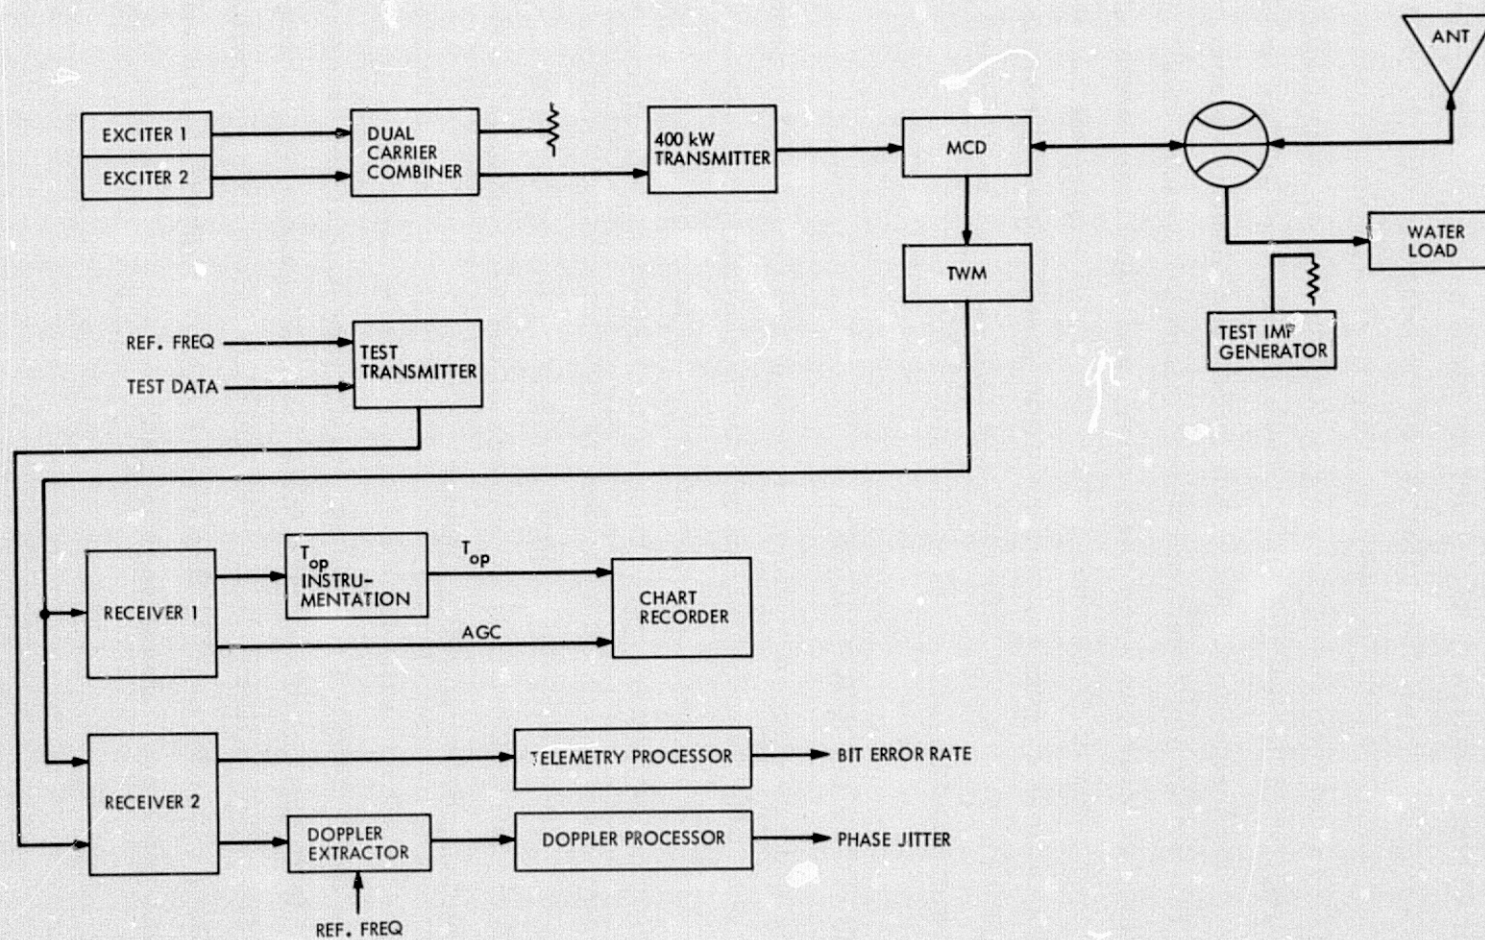 ANT
EXCITER 1
EXCITER 2
DUAL
CARRIER
COMBINER
400 kW
TRANSMITTER
MCD
WATER
LOAD
TWM
TEST IMP
GENERATOR
REF. FREQ
TEST DATA
TEST
TRANSMITTER
RECEIVER 1
Top
INSTRU-
MENTATION
Top
AGC
CHART
RECORDER
RECEIVER 2
TELEMETRY PROCESSOR
BIT ERROR RATE
DOPPLER
EXTRACTOR
DOPPLER PROCESSOR
PHASE JITTER
REF. FREQ